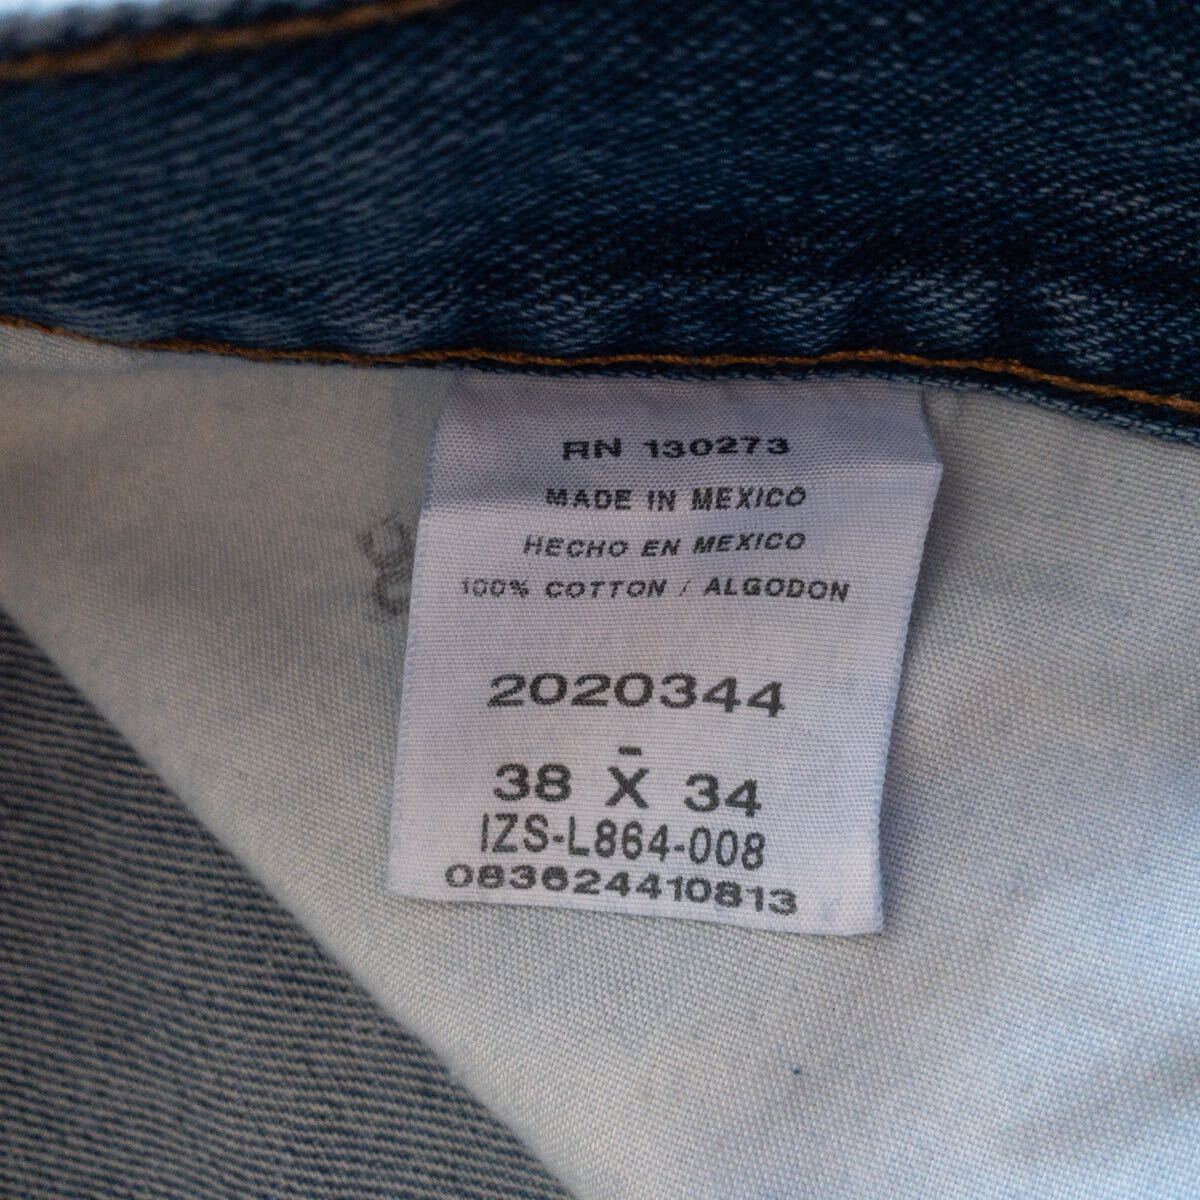 RN 130273
MADE IN MEXICO
HECHO EN MEXICO
100% COTTON / ALGODON
2020344
-
38 X 34
IZS-L864-008
083624410813